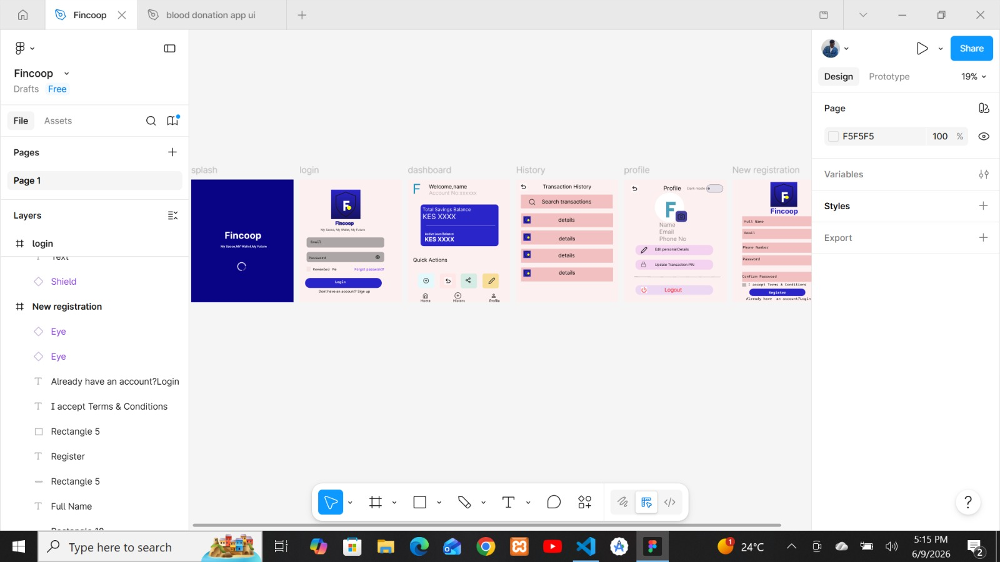 Fincoop
blood donation app ui
Fincoop
Drafts Free
File Assets
Pages
Page 1
Layers
login
Text
Shield
New registration
Eye
Eye
Already have an account?Login
I accept Terms & Conditions
Rectangle 5
Register
Rectangle 5
Full Name
Rectangle 18
splash
Fincoop
My Sacco,MY Wallet,My Future
login
F
Fincoop
My Sacco, My Wallet, My Future
Email
Password
Remember Me Forgot password?
Login
Dont have an account? Sign up
dashboard
F
Welcome,name
Account No:xxxxxx
Total Savings Balance
KES XXXX
Active Loan Balance
KES XXXX
Quick Actions
Home History Profile
History
Transaction History
Search transactions
details
details
details
details
profile
Profile Dark mode
F
Name
Email
Phone No
Edit personal Details
Update Transaction PIN
Logout
New registration
F
Fincoop
Full Name
Email
Phone Number
Password
Confirm Password
I accept Terms & Conditions
Register
Already have an account?Login
Share
Design Prototype 19%
Page
F5F5F5 100 %
Variables
Styles
Export
?
Type here to search
1
24°C
5:15 PM
6/9/2026
2